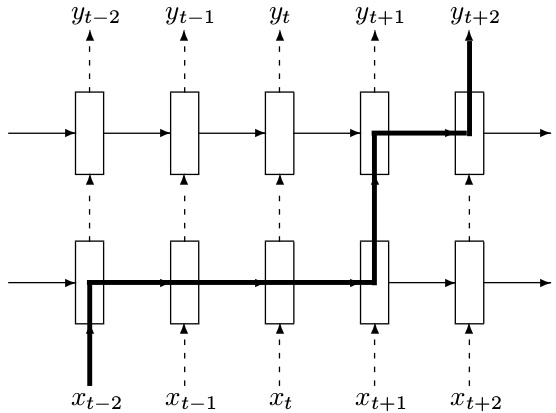 y_{t-2} y_{t-1} y_t y_{t+1} y_{t+2}
x_{t-2} x_{t-1} x_t x_{t+1} x_{t+2}